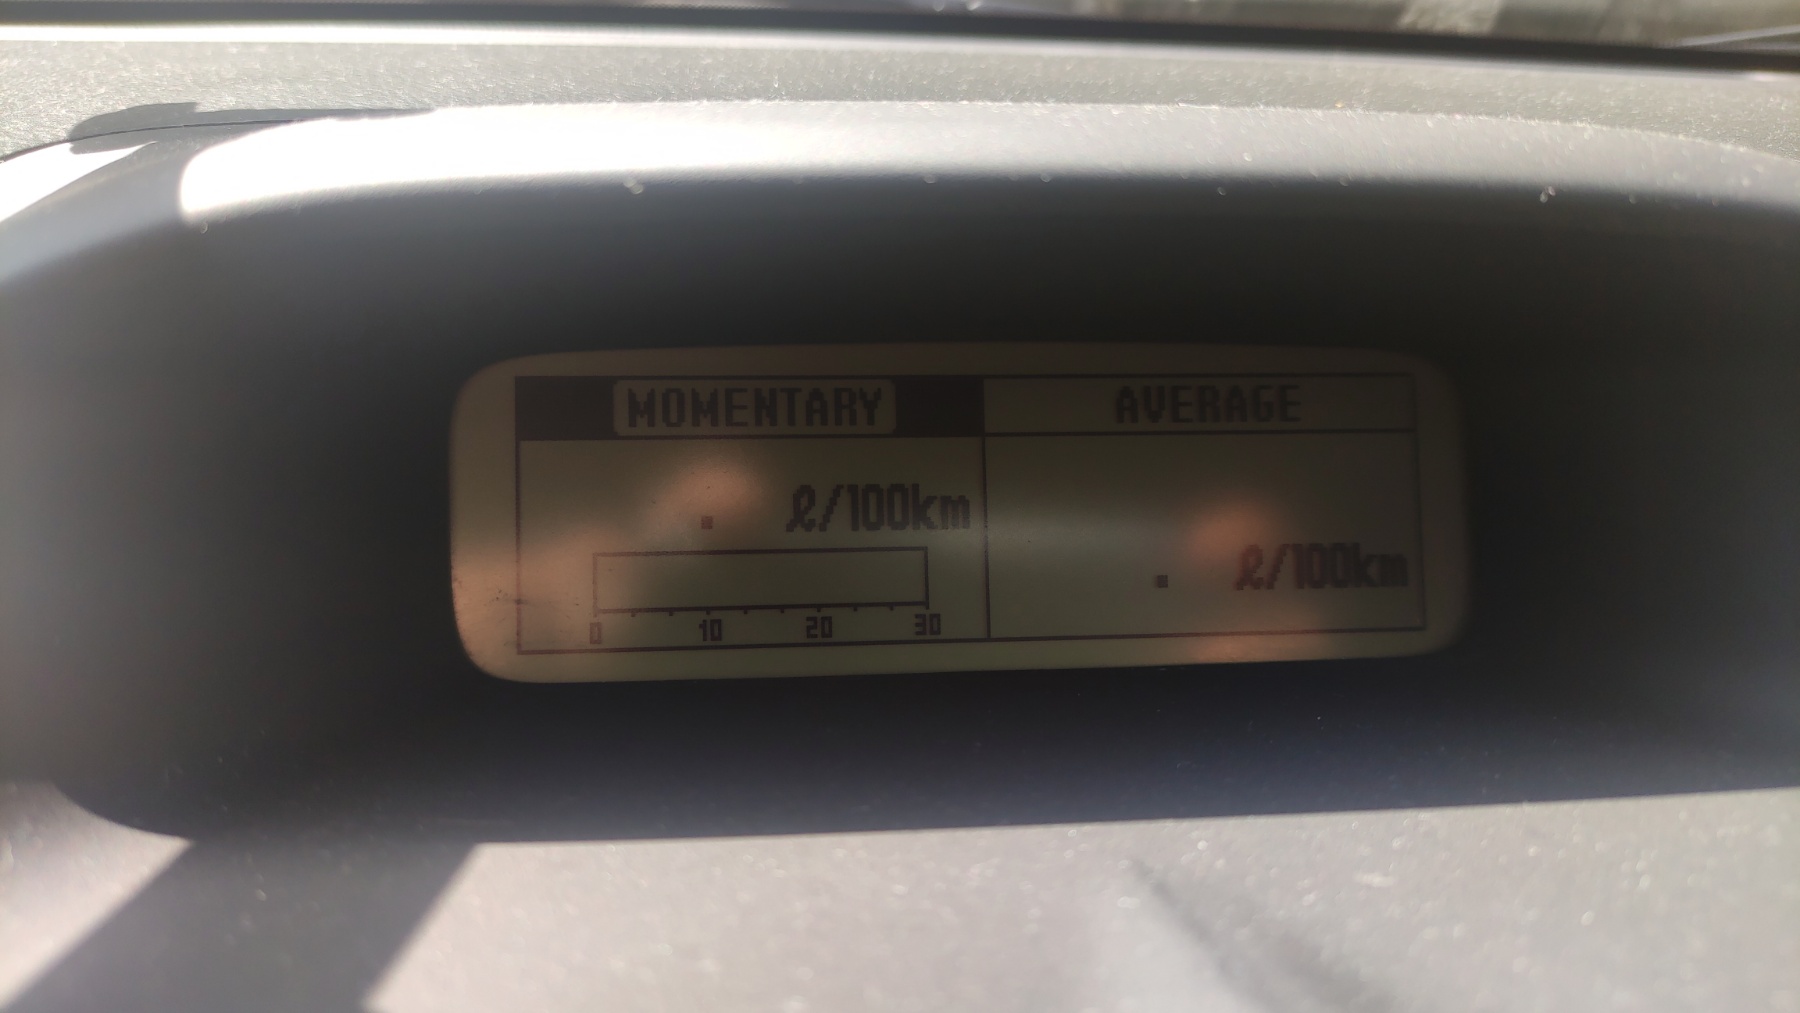 MOMENTARY AVERAGE
. ℓ/100km
. ℓ/100km
0 10 20 30